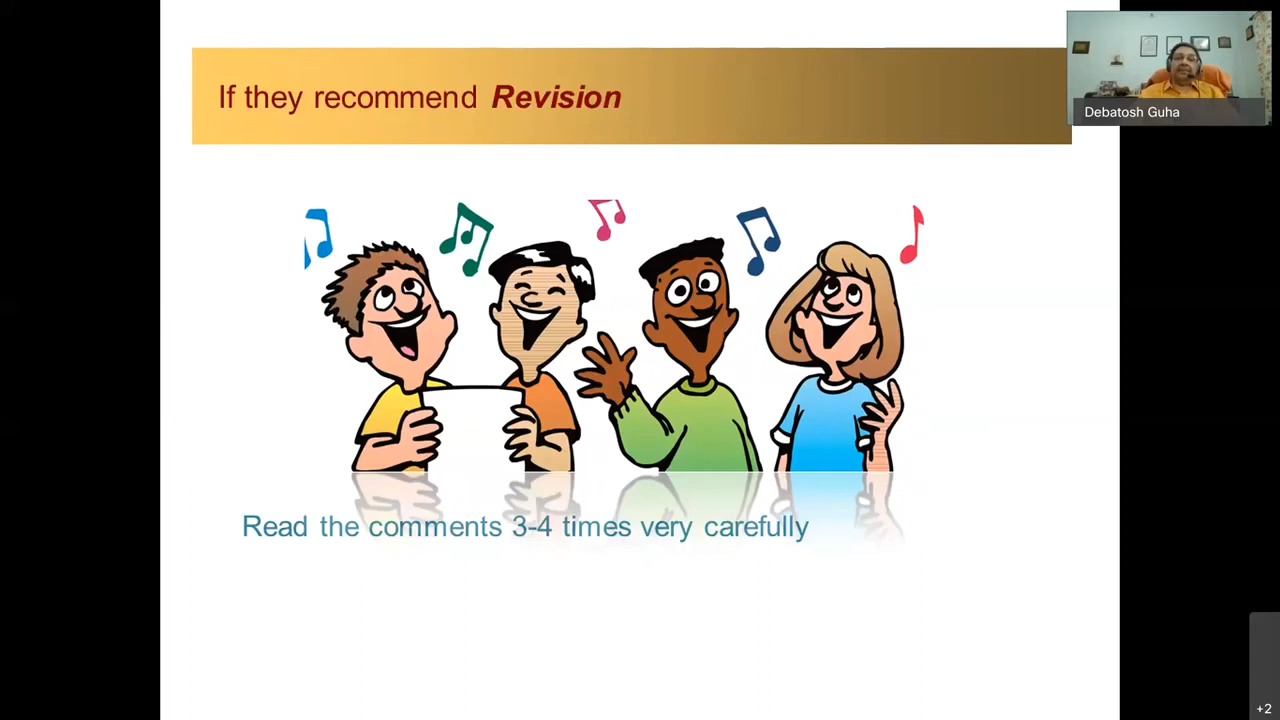 If they recommend Revision
Debatosh Guha
Read the comments 3-4 times very carefully
+2